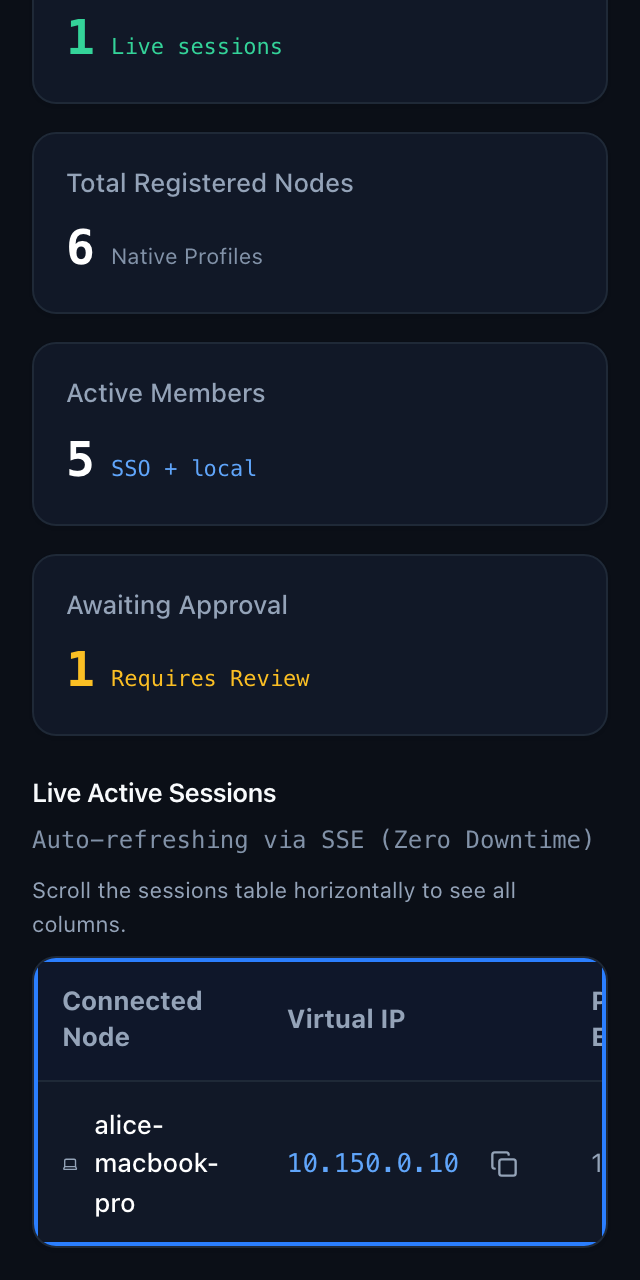 1 Live sessions
Total Registered Nodes
6 Native Profiles
Active Members
5 SSO + local
Awaiting Approval
1 Requires Review
Live Active Sessions
Auto-refreshing via SSE (Zero Downtime)
Scroll the sessions table horizontally to see all
columns.
Connected
Node
Virtual IP
alice-
macbook-
pro
10.150.0.10